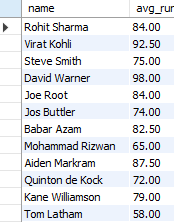 name avg_rur
Rohit Sharma 84.00
Virat Kohli 92.50
Steve Smith 75.00
David Warner 98.00
Joe Root 84.00
Jos Buttler 74.00
Babar Azam 82.50
Mohammad Rizwan 65.00
Aiden Markram 87.50
Quinton de Kock 72.00
Kane Williamson 79.00
Tom Latham 58.00